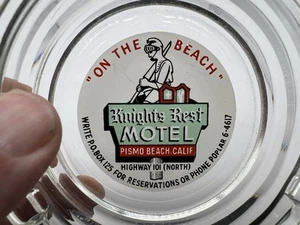 "ON THE BEACH"
Knights Rest
MOTEL
PISMO BEACH, CALIF.
HIGHWAY 101 (NORTH)
WRITE P.O. BOX 125 FOR RESERVATIONS OR PHONE POPLAR 6-4617